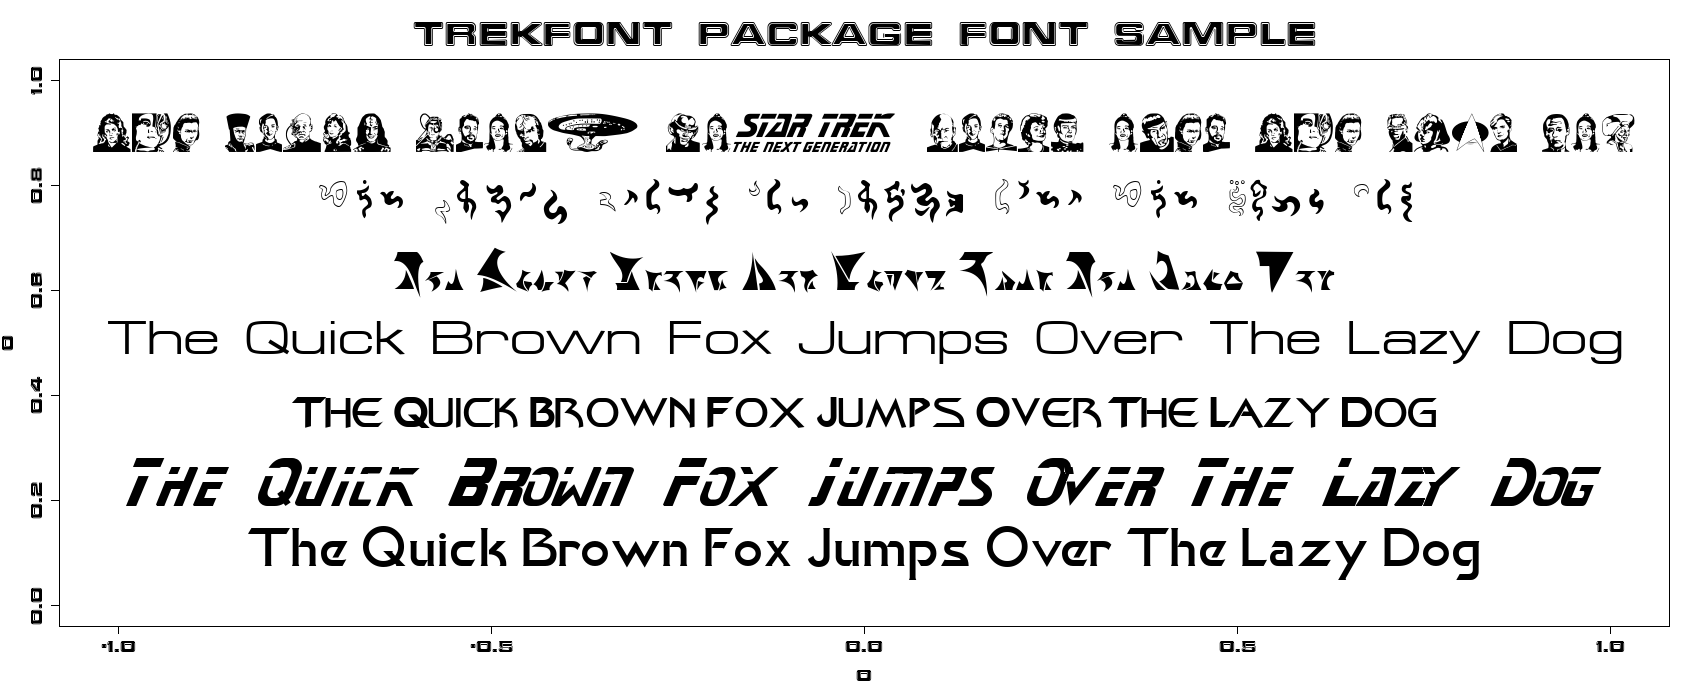 TREKFONT PACKAGE FONT SAMPLE
1.0
STAR TREK
THE NEXT GENERATION
0.8
0.6
0
The Quick Brown Fox Jumps Over The Lazy Dog
0.4
THE QUICK BROWN FOX JUMPS OVER THE LAZY DOG
THE QUICK BROWN FOX JUMPS OVER THE LAZY DOG
0.2
The Quick Brown Fox Jumps Over The Lazy Dog
0.0
-1.0 -0.5 0.0 0.5 1.0
0